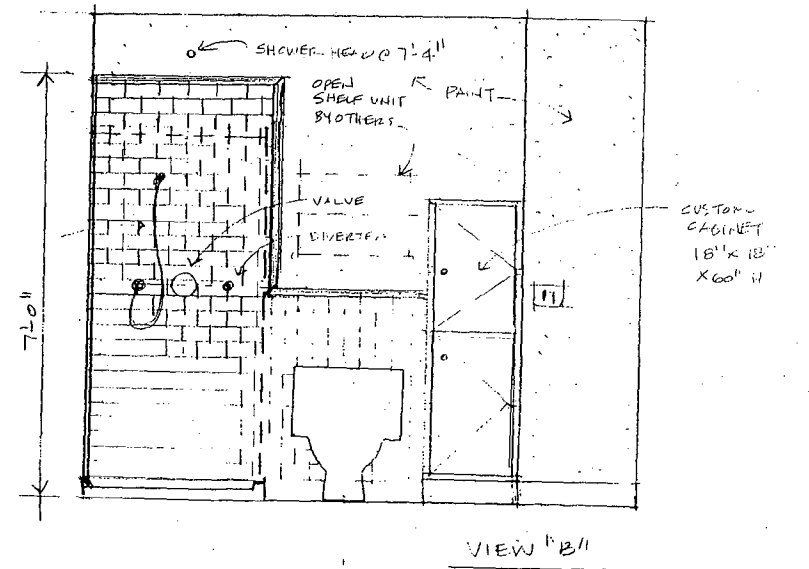 SHOWER HEAD @ 7'-4"
OPEN
SHELF UNIT
BY OTHERS
PAINT
VALVE
DIVERTER
CUSTOM
CABINET
18" x 18"
x 60" H
7'-0"
VIEW "B"